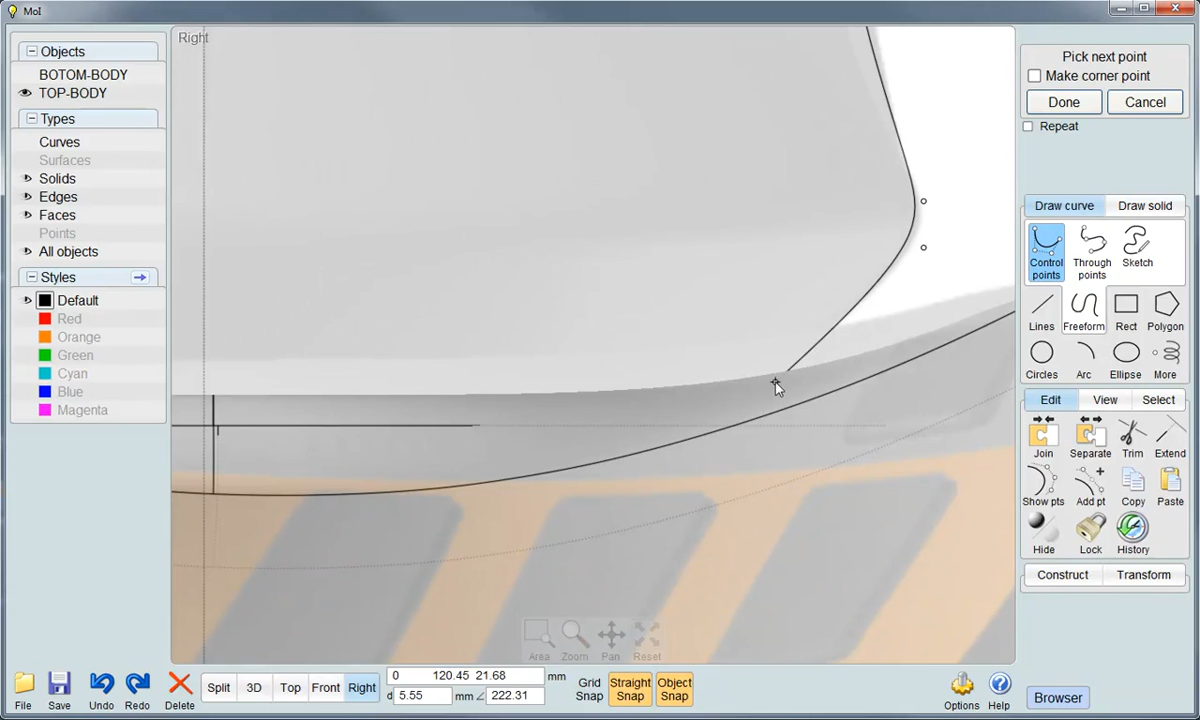 MoI
Objects
BOTOM-BODY
TOP-BODY
Types
Curves
Surfaces
Solids
Edges
Faces
Points
All objects
Styles
Default
Red
Orange
Green
Cyan
Blue
Magenta
Right
Area
Zoom
Pan
Reset
Pick next point
Make corner point
Done
Cancel
Repeat
Draw curve
Draw solid
Control points
Through points
Sketch
Lines
Freeform
Rect
Polygon
Circles
Arc
Ellipse
More
Edit
View
Select
Join
Separate
Trim
Extend
Show pts
Add pt
Copy
Paste
Hide
Lock
History
Construct
Transform
File
Save
Undo
Redo
Delete
Split
3D
Top
Front
Right
0 120.45 21.68 mm
d 5.55 mm ∠ 222.31
Grid Snap
Straight Snap
Object Snap
Options
Help
Browser